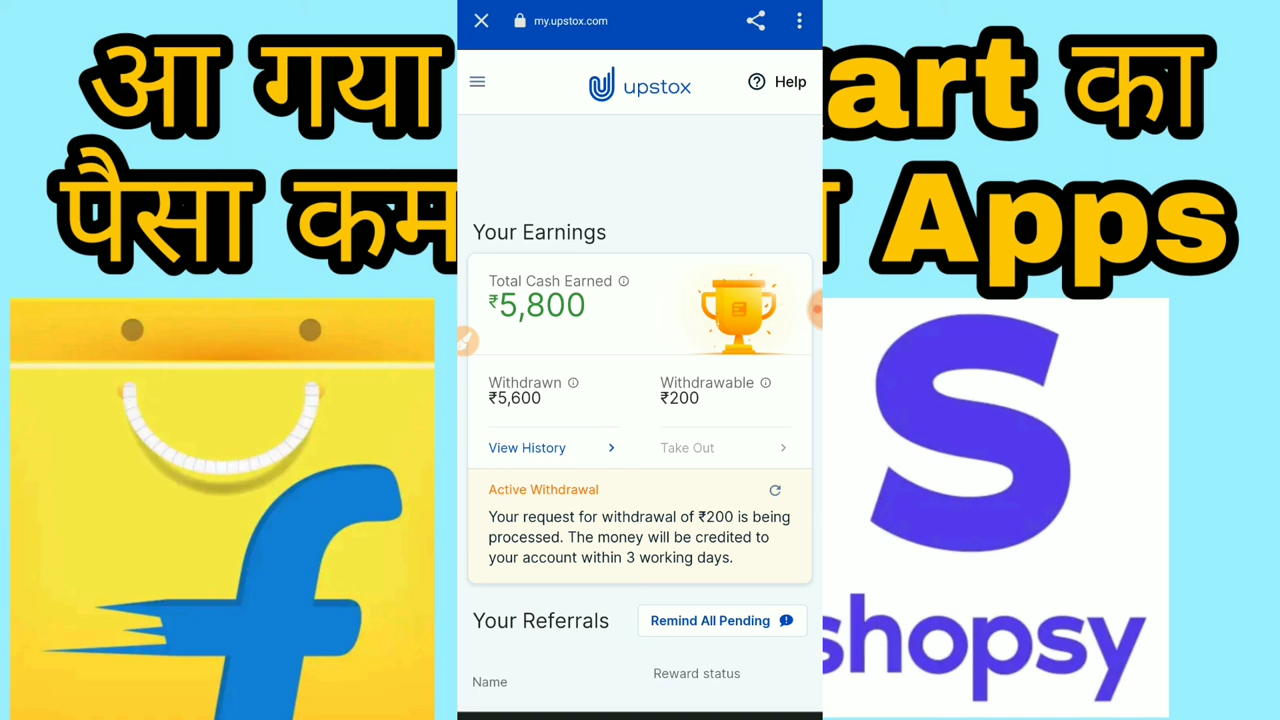 my.upstox.com
upstox
Help
आ गया
art का
पैसा कम
Apps
Your Earnings
Total Cash Earned
₹5,800
Withdrawn
₹5,600
Withdrawable
₹200
View History
Take Out
Active Withdrawal
Your request for withdrawal of ₹200 is being
processed. The money will be credited to
your account within 3 working days.
Your Referrals
Remind All Pending
Name
Reward status
f
S
shopsy